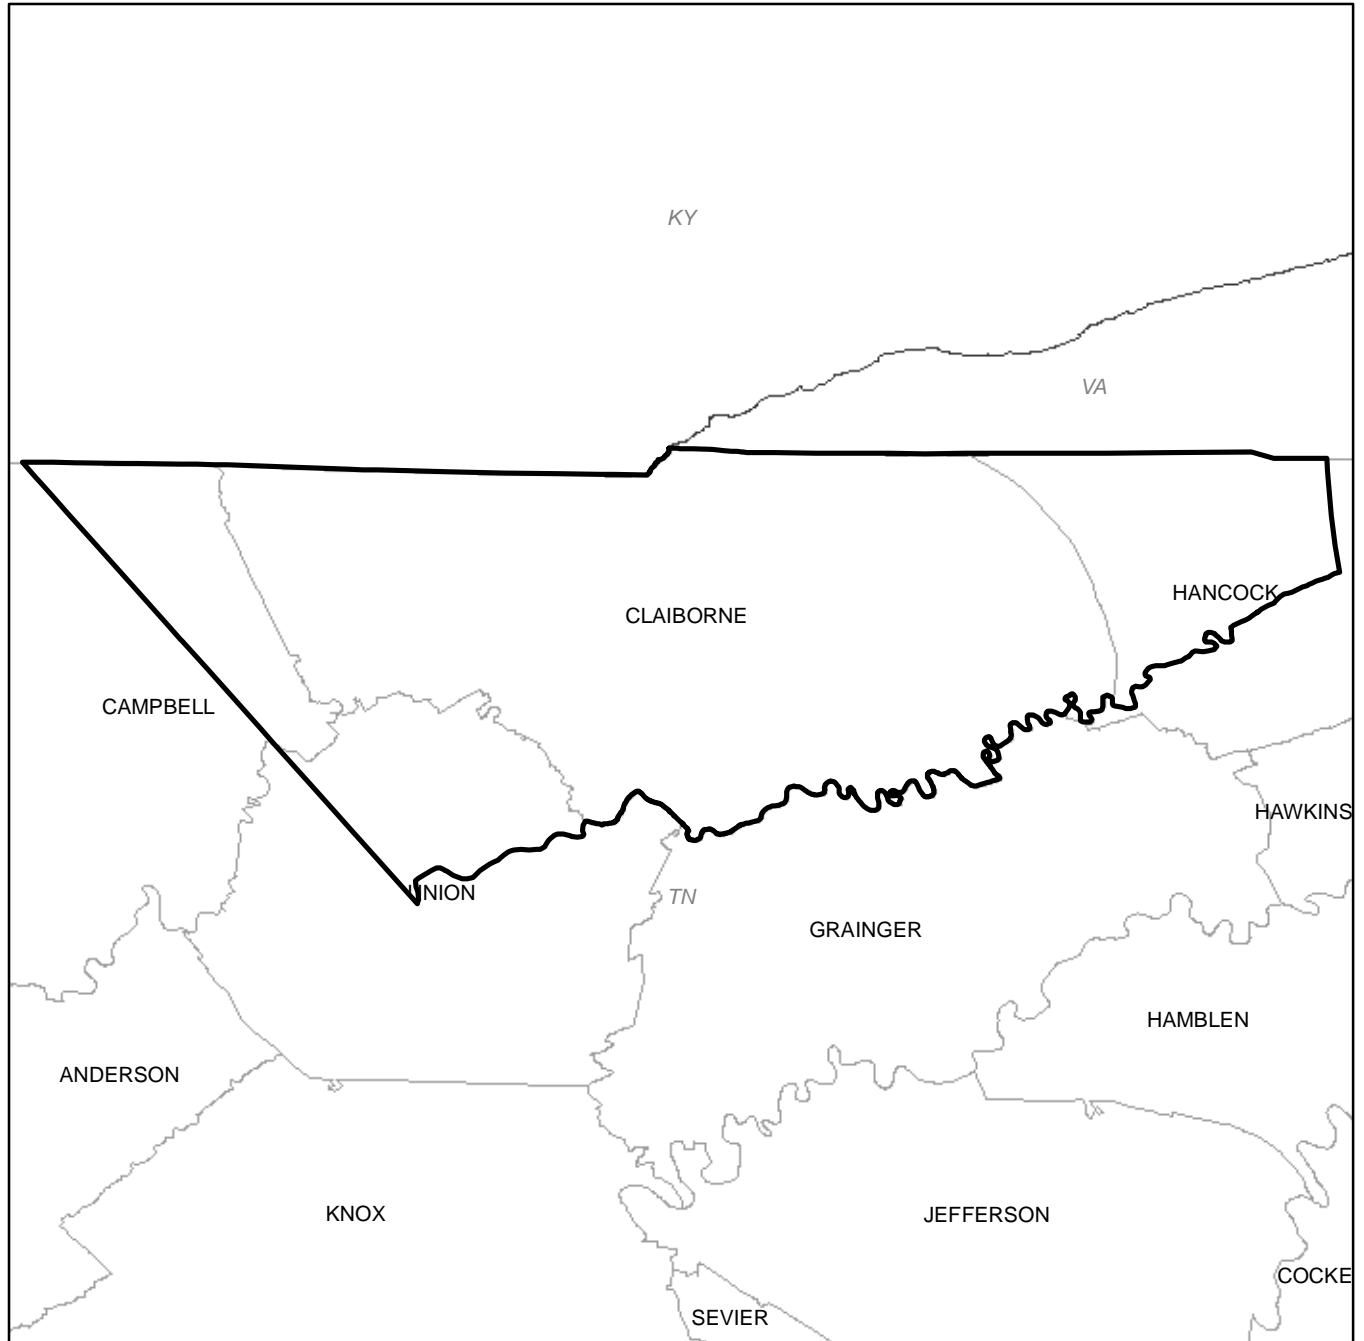 KY
VA
HANCOCK
CLAIBORNE
CAMPBELL
HAWKINS
UNION
TN
GRAINGER
HAMBLEN
ANDERSON
KNOX
JEFFERSON
COCKE
SEVIER